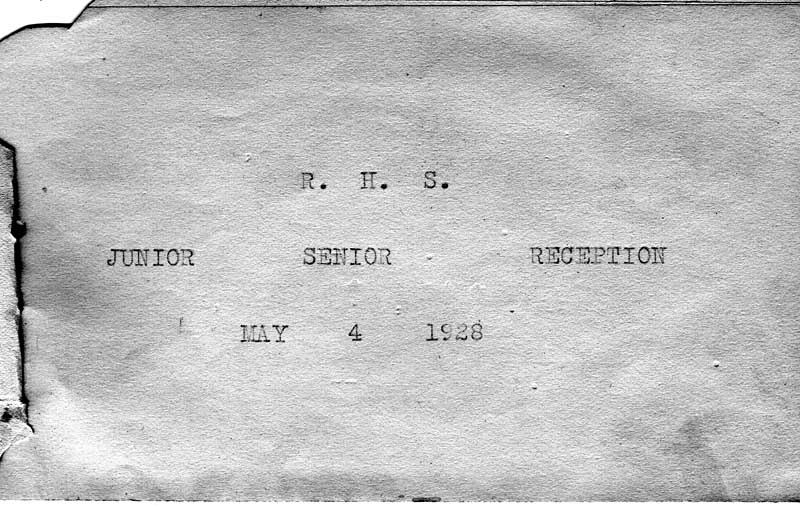 R. H. S.
JUNIOR SENIOR RECEPTION
MAY 4 1928